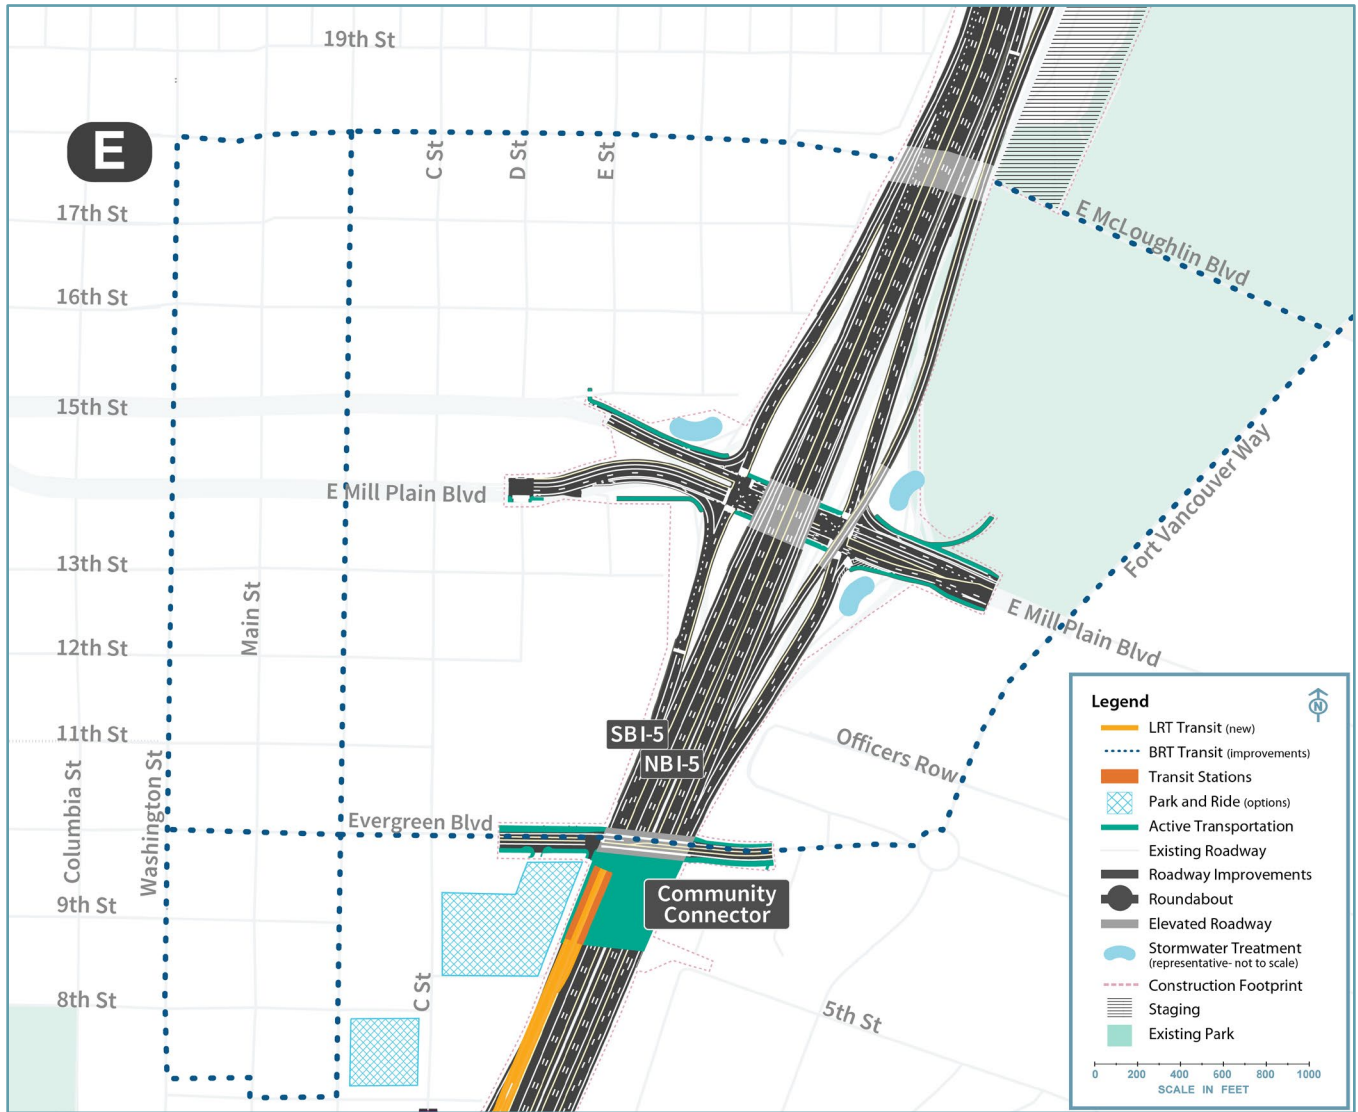 19th St
E
C St
D St
E St
17th St
E McLoughlin Blvd
16th St
15th St
E Mill Plain Blvd
Fort Vancouver Way
13th St
Main St
12th St
E Mill Plain Blvd
11th St
SB I-5
NB I-5
Officers Row
Columbia St
Washington St
Evergreen Blvd
9th St
Community
Connector
C St
8th St
5th St
Legend
N
LRT Transit (new)
BRT Transit (improvements)
Transit Stations
Park and Ride (options)
Active Transportation
Existing Roadway
Roadway Improvements
Roundabout
Elevated Roadway
Stormwater Treatment
(representative- not to scale)
Construction Footprint
Staging
Existing Park
0 200 400 600 800 1000
SCALE IN FEET